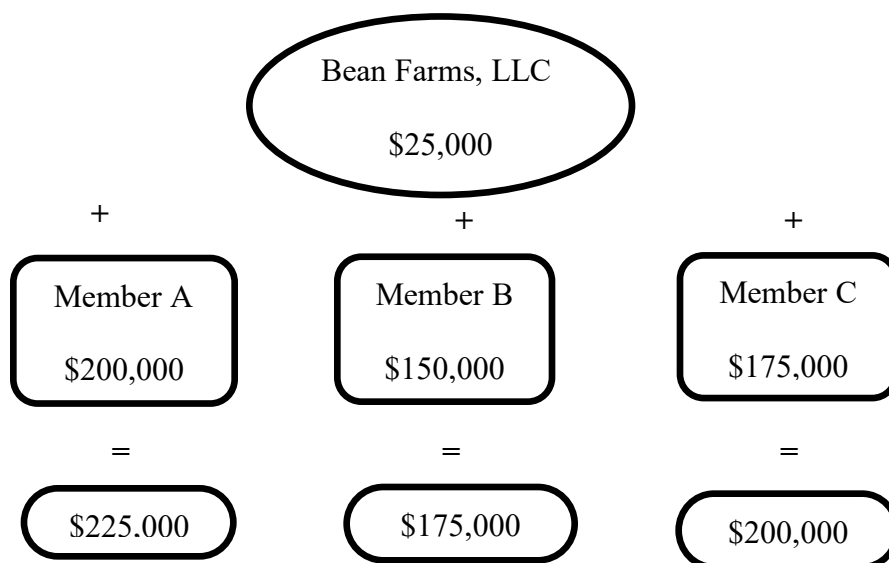 Bean Farms, LLC
$25,000
+ + +
Member A Member B Member C
$200,000 $150,000 $175,000
= = =
$225,000 $175,000 $200,000